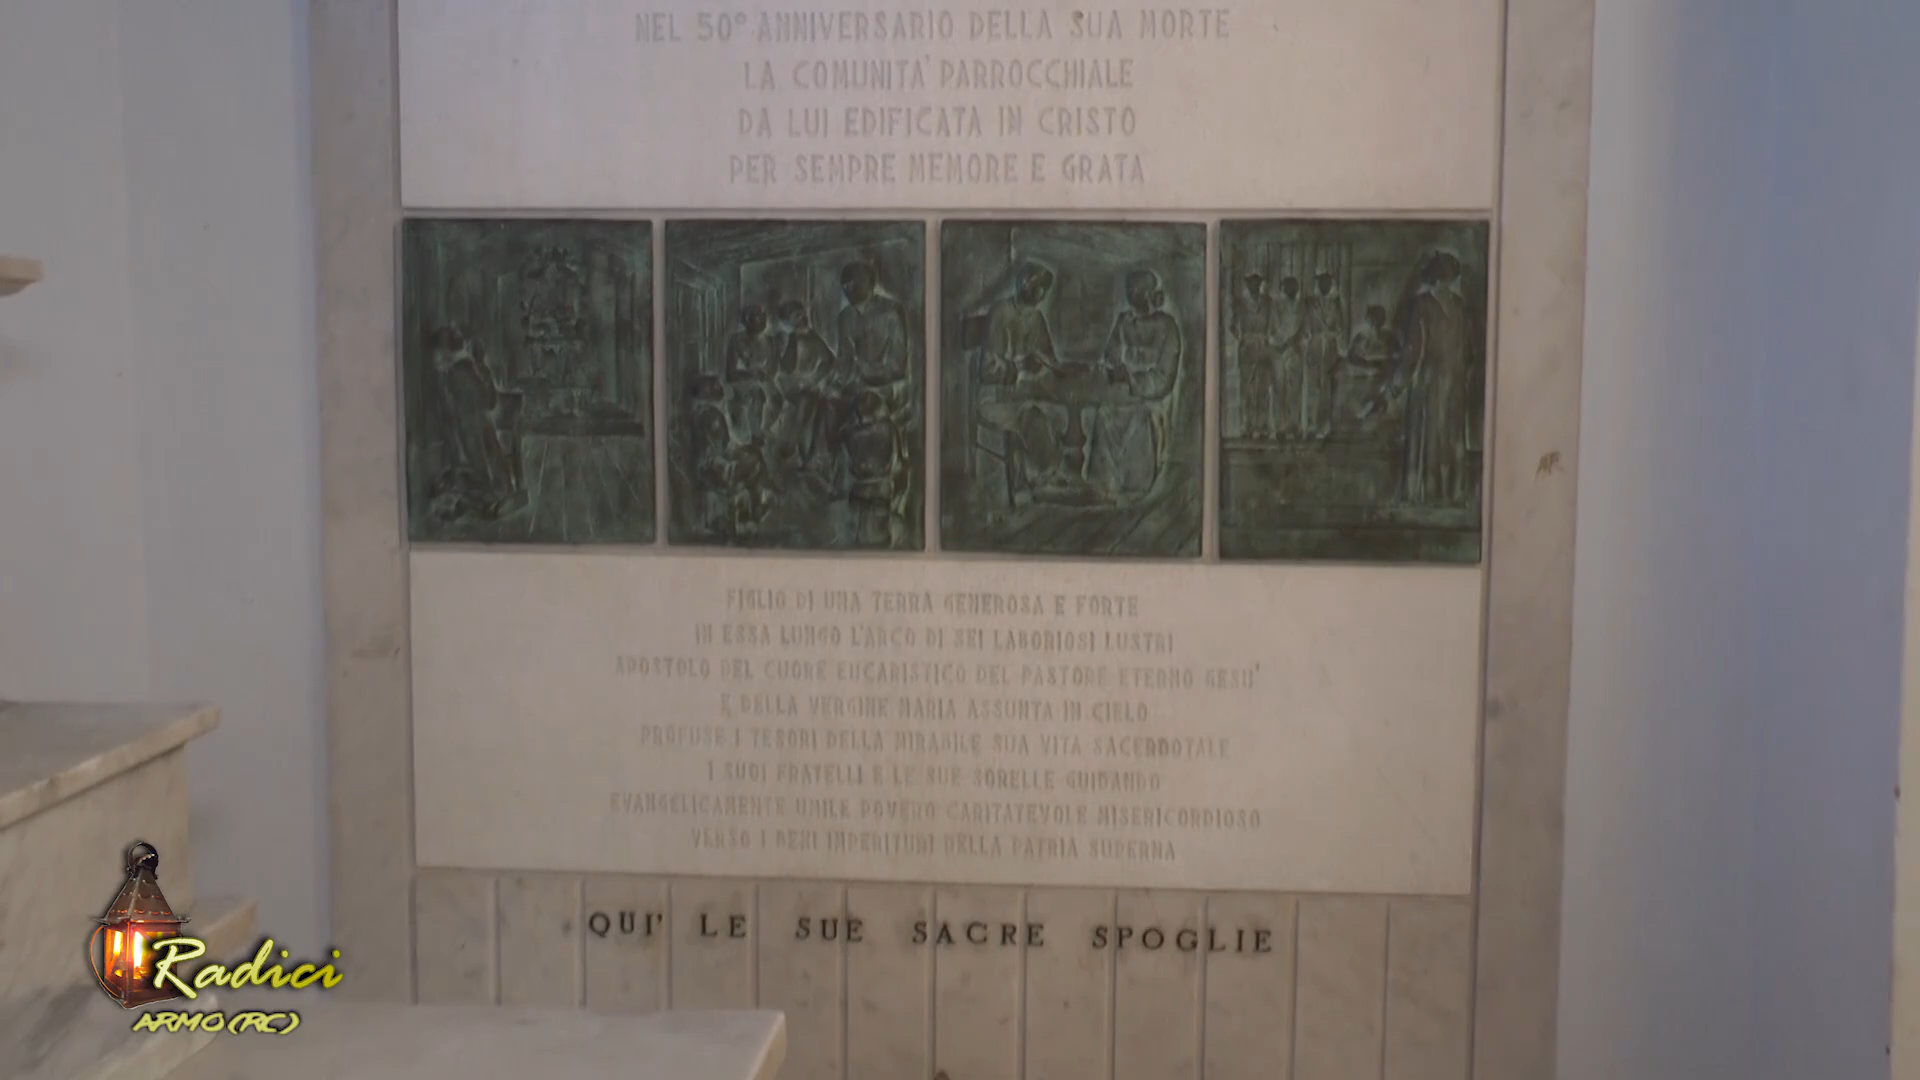 NEL 50° ANNIVERSARIO DELLA SUA MORTE
LA COMUNITA' PARROCCHIALE
DA LUI EDIFICATA IN CRISTO
PER SEMPRE MEMORE E GRATA
FIGLIO DI UNA TERRA GENEROSA E FORTE
IN ESSA LUNGO L'ARCO DI SEI LABORIOSI LUSTRI
APOSTOLO DEL CUORE EUCARISTICO DEL PASTORE ETERNO GESU'
E DELLA VERGINE MARIA ASSUNTA IN CIELO
PROFUSE I TESORI DELLA MIRABILE SUA VITA SACERDOTALE
I SUOI FRATELLI E LE SUE SORELLE GUIDANDO
EVANGELICAMENTE UMILE POVERO CARITATEVOLE MISERICORDIOSO
VERSO I BENI IMPERITURI DELLA PATRIA SUPERNA
QUI' LE SUE SACRE SPOGLIE
Radici
ARMO (RC)